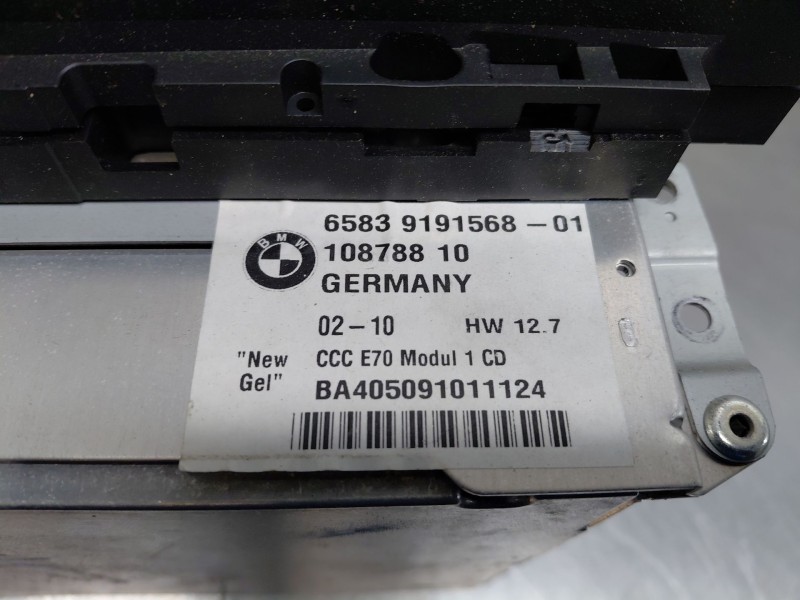 BMW
6583 9191568-01
108788 10
GERMANY
02-10 HW 12.7
"New Gel" CCC E70 Modul 1 CD
BA405091011124